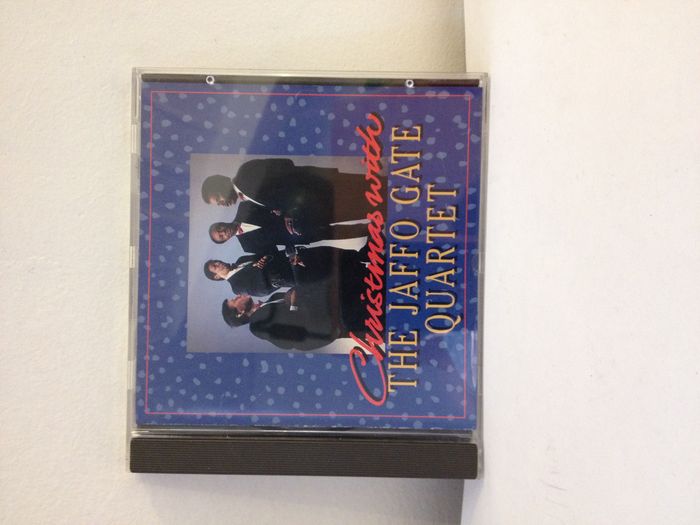 Christmas with
THE JAFFO GATE
QUARTET